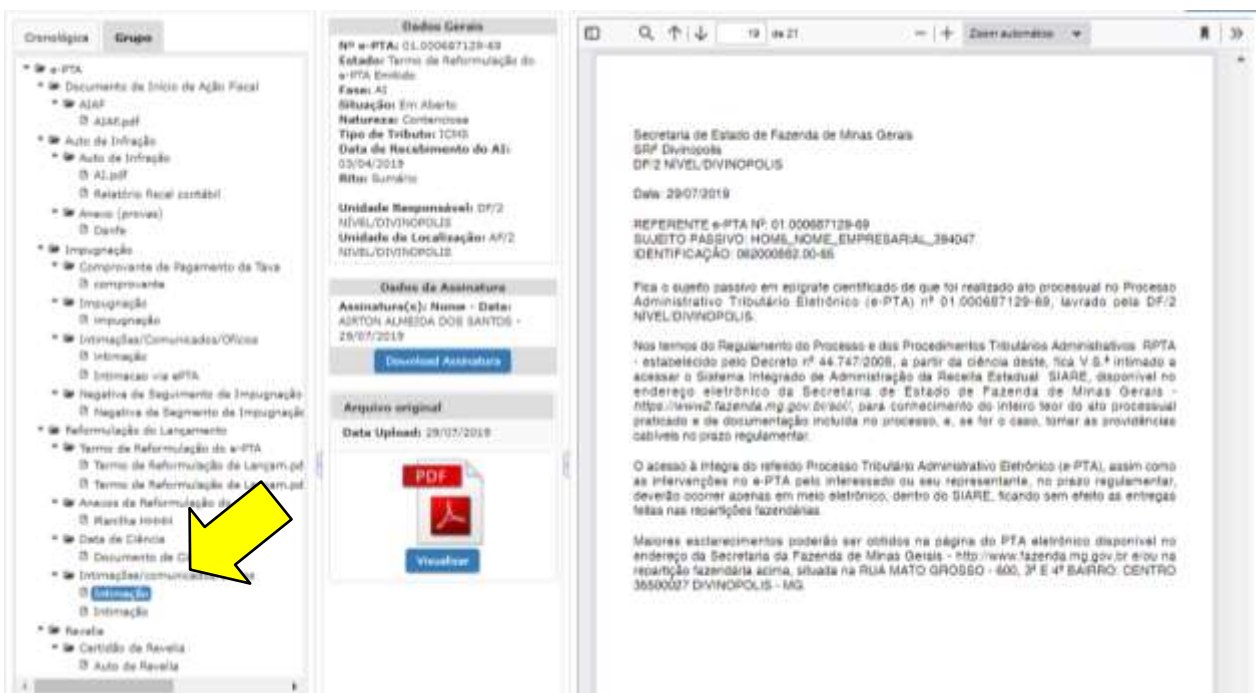 Cronológica Grupo
e-PTA
Documento de Início de Ação Fiscal
AIAF
AIAF.pdf
Auto de Infração
Auto de Infração
AI.pdf
Relatório fiscal contábil
Anexo (provas)
Danfe
Impugnação
Comprovante de Pagamento da Taxa
comprovante
Impugnação
impugnação
Intimações/Comunicados/Ofícios
Intimação
Intimacao via ePTA
Negativa de Seguimento de Impugnação
Negativa de Segmento de Impugnaçã
Reformulação do Lançamento
Termo de Reformulação do e-PTA
Termo de Reformulação de Lançam.pd
Termo de Reformulação de Lançam.pd
Anexos da Reformulação
Planilha
Data de Ciência
Documento de
Intimações/comunicados
Intimação
Intimação
Revelia
Certidão de Revelia
Auto de Revelia
Dados Gerais
Nº e-PTA: 01.000687129-69
Estado: Termo de Reformulação do
e-PTA Emitido
Fase: AI
Situação: Em Aberto
Natureza: Contenciosa
Tipo de Tributo: ICMS
Data de Recebimento do AI:
03/04/2019
Rito: Sumário
Unidade Responsável: DF/2
NÍVEL/DIVINOPOLIS
Unidade de Localização: AF/2
NIVEL/DIVINOPOLIS
Dados da Assinatura
Assinatura(s): Nome - Data:
AIRTON ALMEIDA DOS SANTOS -
29/07/2019
Download Assinatura
Arquivo original
Data Upload: 29/07/2019
PDF
Visualizar
19 de 21 Zoom automático
Secretaria de Estado de Fazenda de Minas Gerais
SRF Divinopolis
DF/2 NÍVEL/DIVINOPOLIS
Data: 29/07/2019
REFERENTE e-PTA Nº: 01.000687129-69
SUJEITO PASSIVO: HOM6_NOME_EMPRESARIAL_394047
IDENTIFICAÇÃO: 062000662.00-66
Fica o sujeito passivo em epígrafe cientificado de que foi realizado ato processual no Processo
Administrativo Tributário Eletrônico (e-PTA) nº 01.000687129-69, lavrado pela DF/2
NÍVEL/DIVINOPOLIS.
Nos termos do Regulamento do Processo e dos Procedimentos Tributários Administrativos RPTA
- estabelecido pelo Decreto nº 44.747/2008, a partir da ciência deste, fica V.S.ª intimado a
acessar o Sistema Integrado de Administração da Receita Estadual SIARE, disponível no
endereço eletrônico da Secretaria de Estado de Fazenda de Minas Gerais -
https://www2.fazenda.mg.gov.br/sol/, para conhecimento do inteiro teor do ato processual
praticado e de documentação incluída no processo, e, se for o caso, tomar as providências
cabíveis no prazo regulamentar.
O acesso à íntegra do referido Processo Tributário Administrativo Eletrônico (e-PTA), assim como
as intervenções no e-PTA pelo interessado ou seu representante, no prazo regulamentar,
deverão ocorrer apenas em meio eletrônico, dentro do SIARE, ficando sem efeito as entregas
feitas nas repartições fazendárias.
Maiores esclarecimentos poderão ser obtidos na página do PTA eletrônico disponível no
endereço da Secretaria da Fazenda de Minas Gerais - http://www.fazenda.mg.gov.br e/ou na
repartição fazendária acima, situada na RUA MATO GROSSO - 600, 3º E 4º BAIRRO: CENTRO
36500027 DIVINOPOLIS - MG.